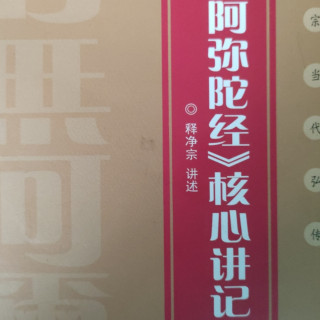 宗当代弘传
阿弥陀经》核心讲记
◎释净宗 讲述